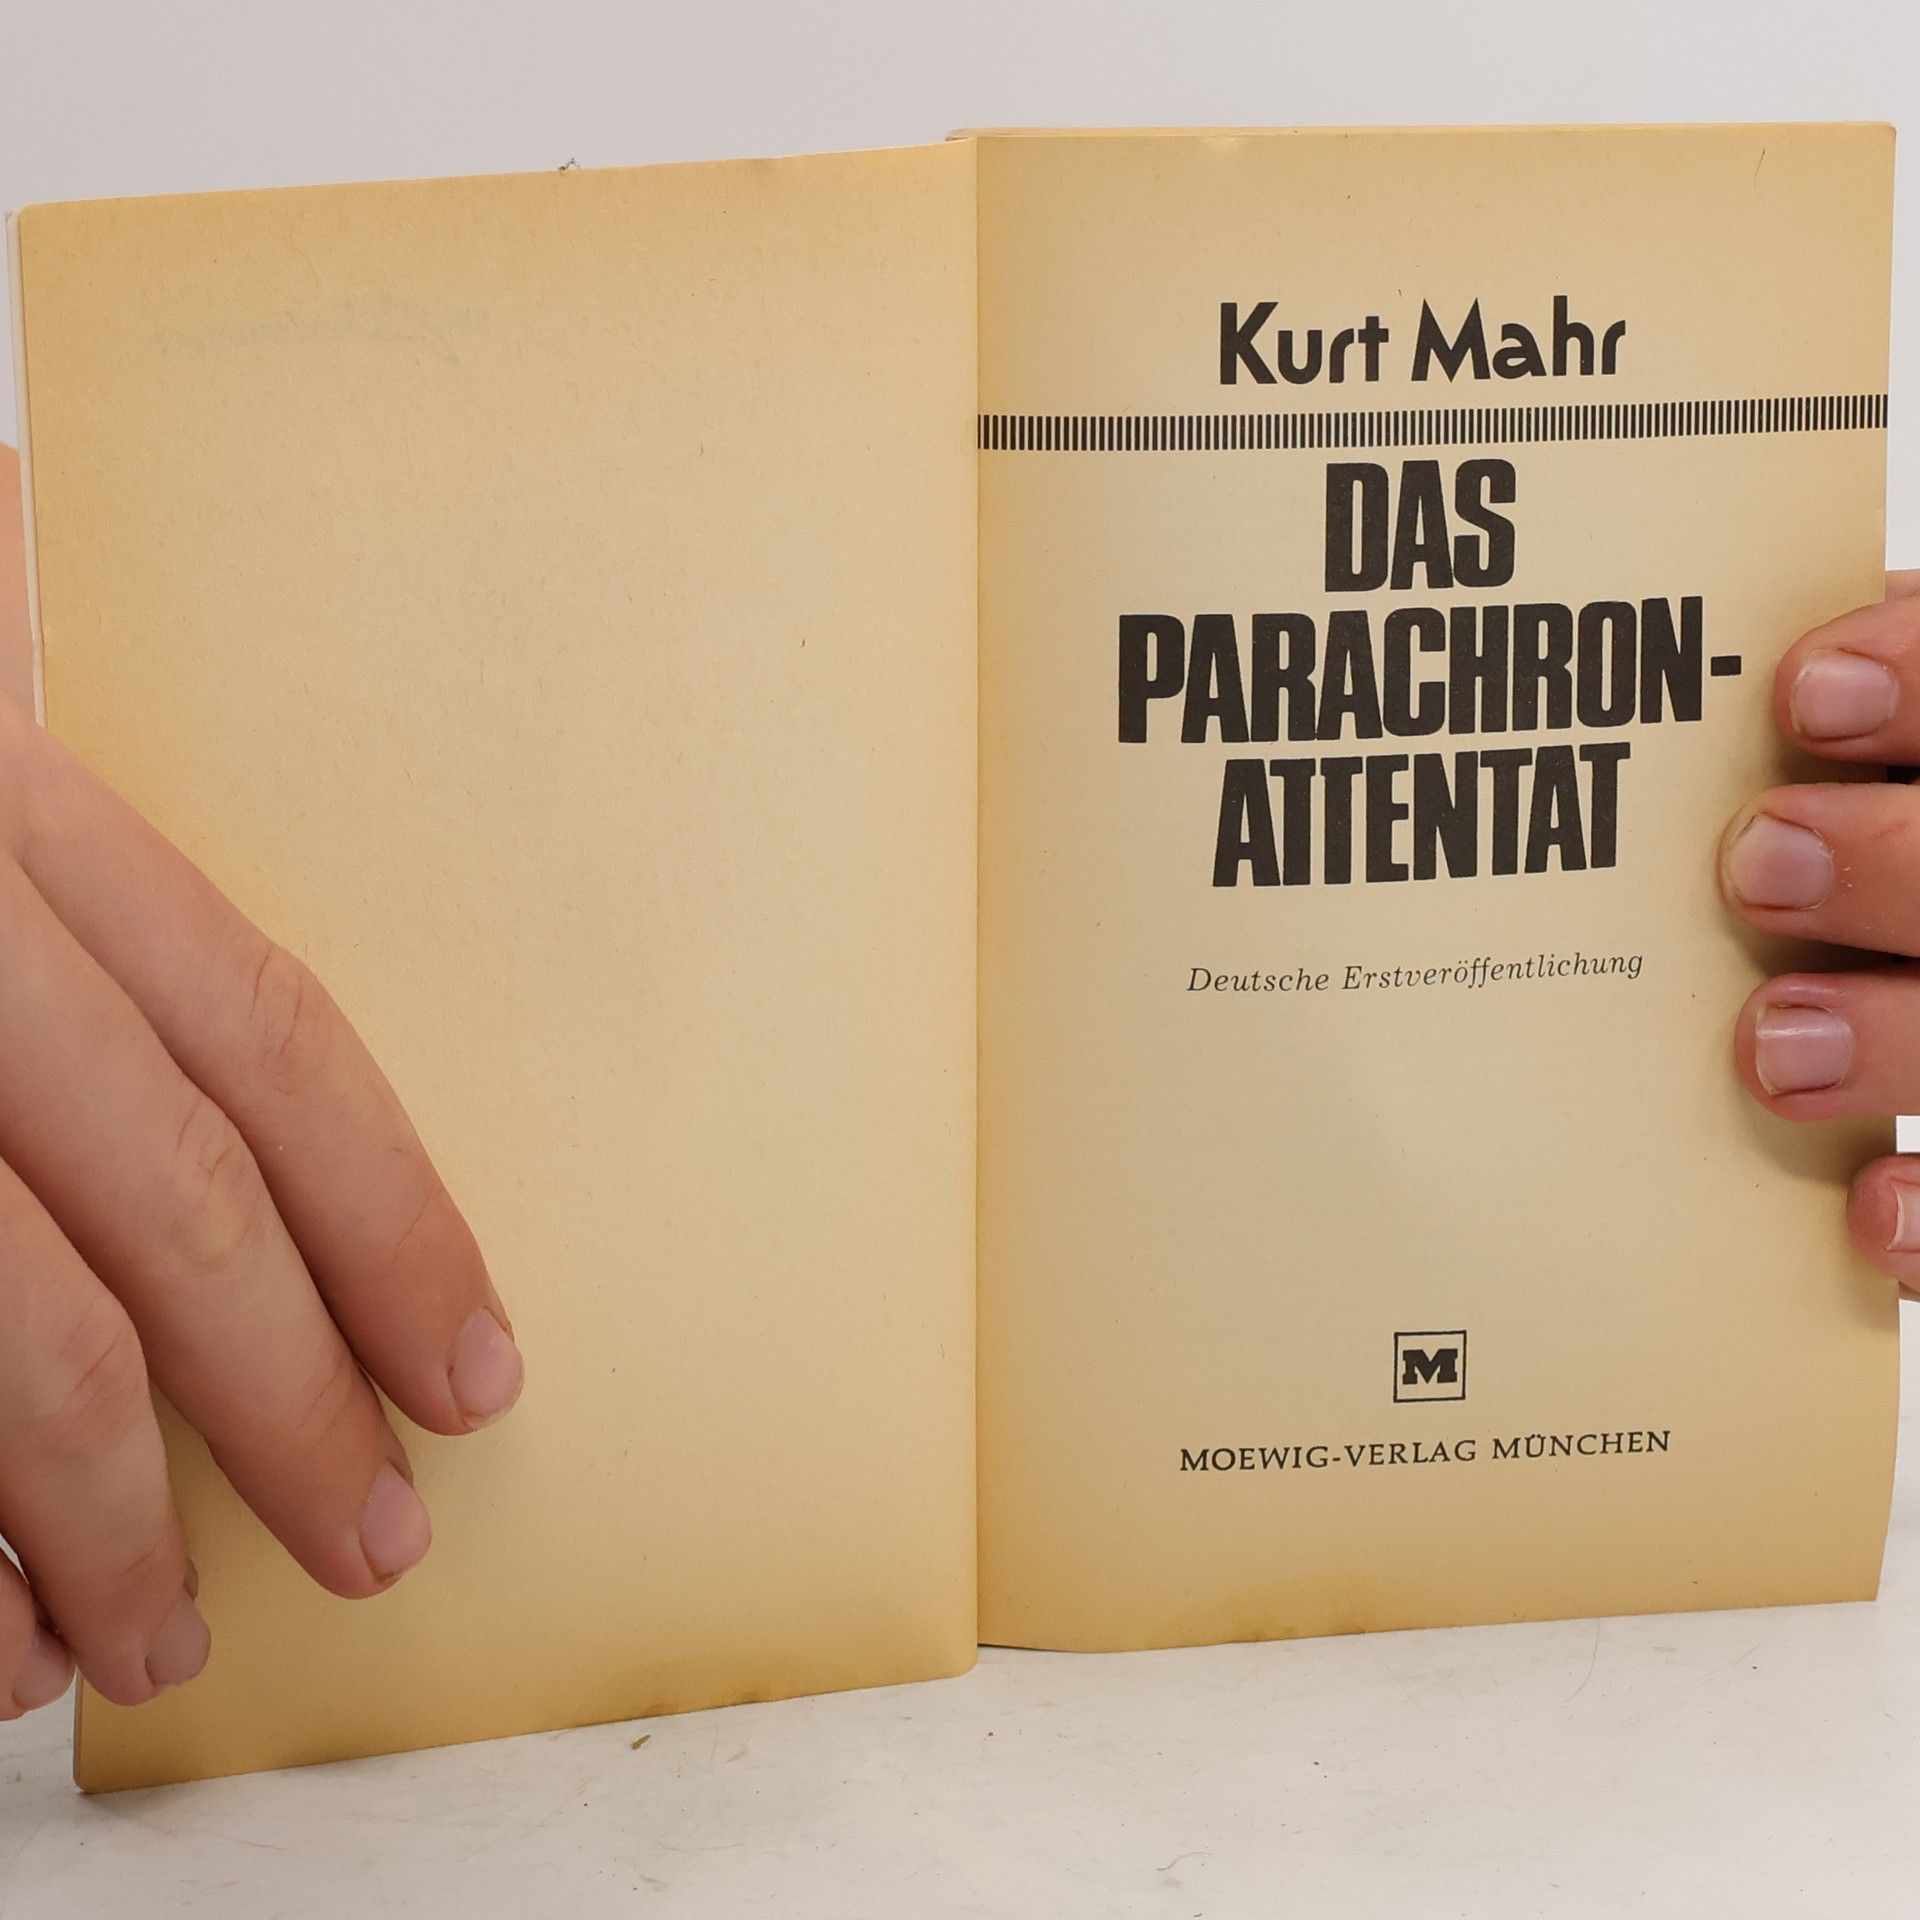 Kurt Mahr
DAS
PARACHRON-
ATTENTAT
Deutsche Erstveröffentlichung
M
MOEWIG-VERLAG MÜNCHEN